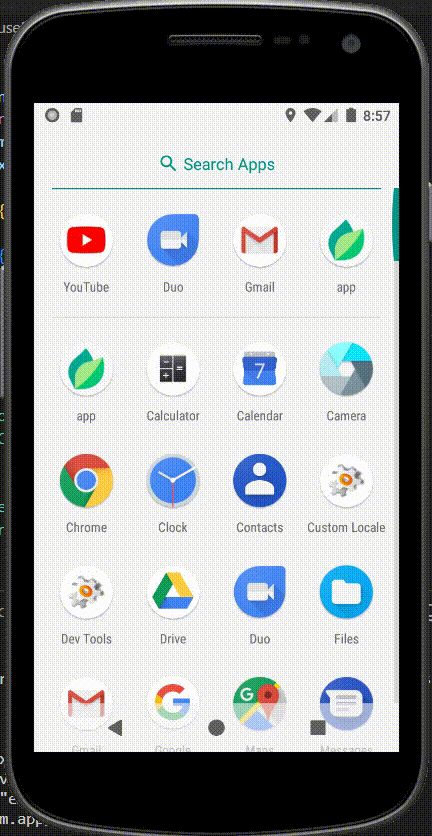 8:57
Search Apps
YouTube Duo Gmail app
app Calculator Calendar Camera
7
Chrome Clock Contacts Custom Locale
Dev Tools Drive Duo Files
Gmail Google Maps Messages